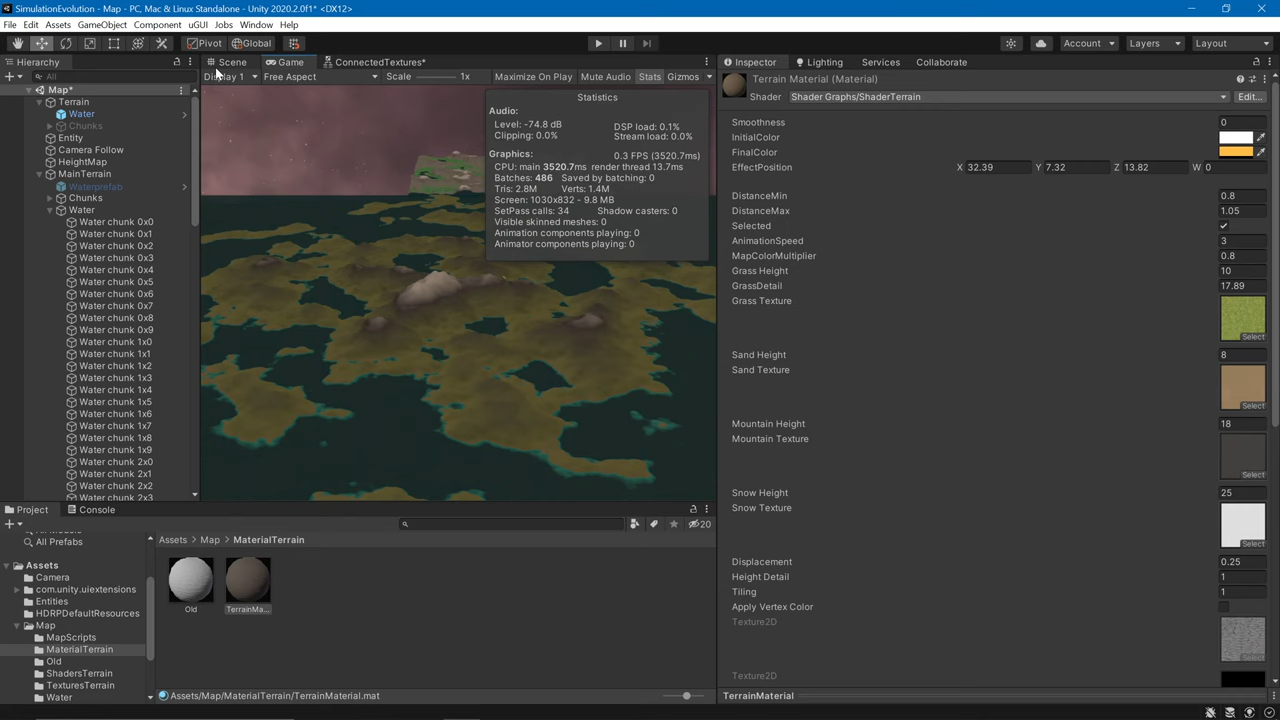 SimulationEvolution - Map - PC, Mac & Linux Standalone - Unity 2020.2.0f1* <DX12>
File Edit Assets GameObject Component uGUI Jobs Window Help
Pivot Global Account Layers Layout
Hierarchy Scene Game ConnectedTextures* Inspector Lighting Services Collaborate
All Display 1 Free Aspect Scale 1x Maximize On Play Mute Audio Stats Gizmos
Terrain Material (Material)
Shader Shader Graphs/ShaderTerrain Edit...
Map*
Terrain
Water
Chunks
Entity
Camera Follow
HeightMap
MainTerrain
Waterprefab
Chunks
Water
Water chunk 0x0
Water chunk 0x1
Water chunk 0x2
Water chunk 0x3
Water chunk 0x4
Water chunk 0x5
Water chunk 0x6
Water chunk 0x7
Water chunk 0x8
Water chunk 0x9
Water chunk 1x0
Water chunk 1x1
Water chunk 1x2
Water chunk 1x3
Water chunk 1x4
Water chunk 1x5
Water chunk 1x6
Water chunk 1x7
Water chunk 1x8
Water chunk 1x9
Water chunk 2x0
Water chunk 2x1
Water chunk 2x2
Water chunk 2x3
Statistics
Audio:
Level: -74.8 dB DSP load: 0.1%
Clipping: 0.0% Stream load: 0.0%
Graphics: 0.3 FPS (3520.7ms)
CPU: main 3520.7ms render thread 13.7ms
Batches: 486 Saved by batching: 0
Tris: 2.8M Verts: 1.4M
Screen: 1030x832 - 9.8 MB
SetPass calls: 34 Shadow casters: 0
Visible skinned meshes: 0
Animation components playing: 0
Animator components playing: 0
Smoothness 0
InitialColor
FinalColor
EffectPosition X 32.39 Y 7.32 Z 13.82 W 0
DistanceMin 0.8
DistanceMax 1.05
Selected
AnimationSpeed 3
MapColorMultiplier 0.8
Grass Height 10
GrassDetail 17.89
Grass Texture
Select
Sand Height 8
Sand Texture
Select
Mountain Height 18
Mountain Texture
Select
Snow Height 25
Snow Texture
Select
Displacement 0.25
Height Detail 1
Tiling 1
Apply Vertex Color
Texture2D
Select
Texture2D
TerrainMaterial
Project Console
20
All Prefabs
Assets
Camera
com.unity.uiextensions
Entities
HDRPDefaultResources
Map
MapScripts
MaterialTerrain
Old
ShadersTerrain
TexturesTerrain
Water
Assets Map MaterialTerrain
Old TerrainMa...
Assets/Map/MaterialTerrain/TerrainMaterial.mat